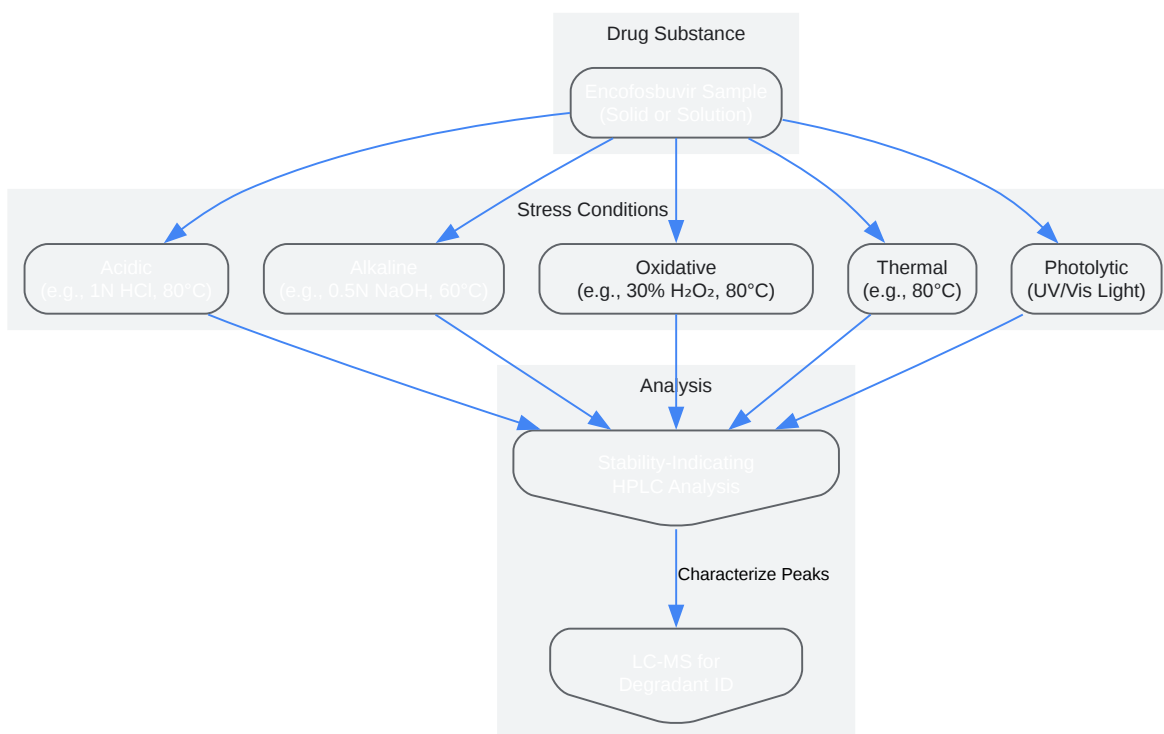 Drug Substance
Encofosbuvir Sample
(Solid or Solution)
Stress Conditions
Acidic
(e.g., 1N HCl, 80°C)
Alkaline
(e.g., 0.5N NaOH, 60°C)
Oxidative
(e.g., 30% H₂O₂, 80°C)
Thermal
(e.g., 80°C)
Photolytic
(UV/Vis Light)
Analysis
Stability-Indicating
HPLC Analysis
Characterize Peaks
LC-MS for
Degradant ID